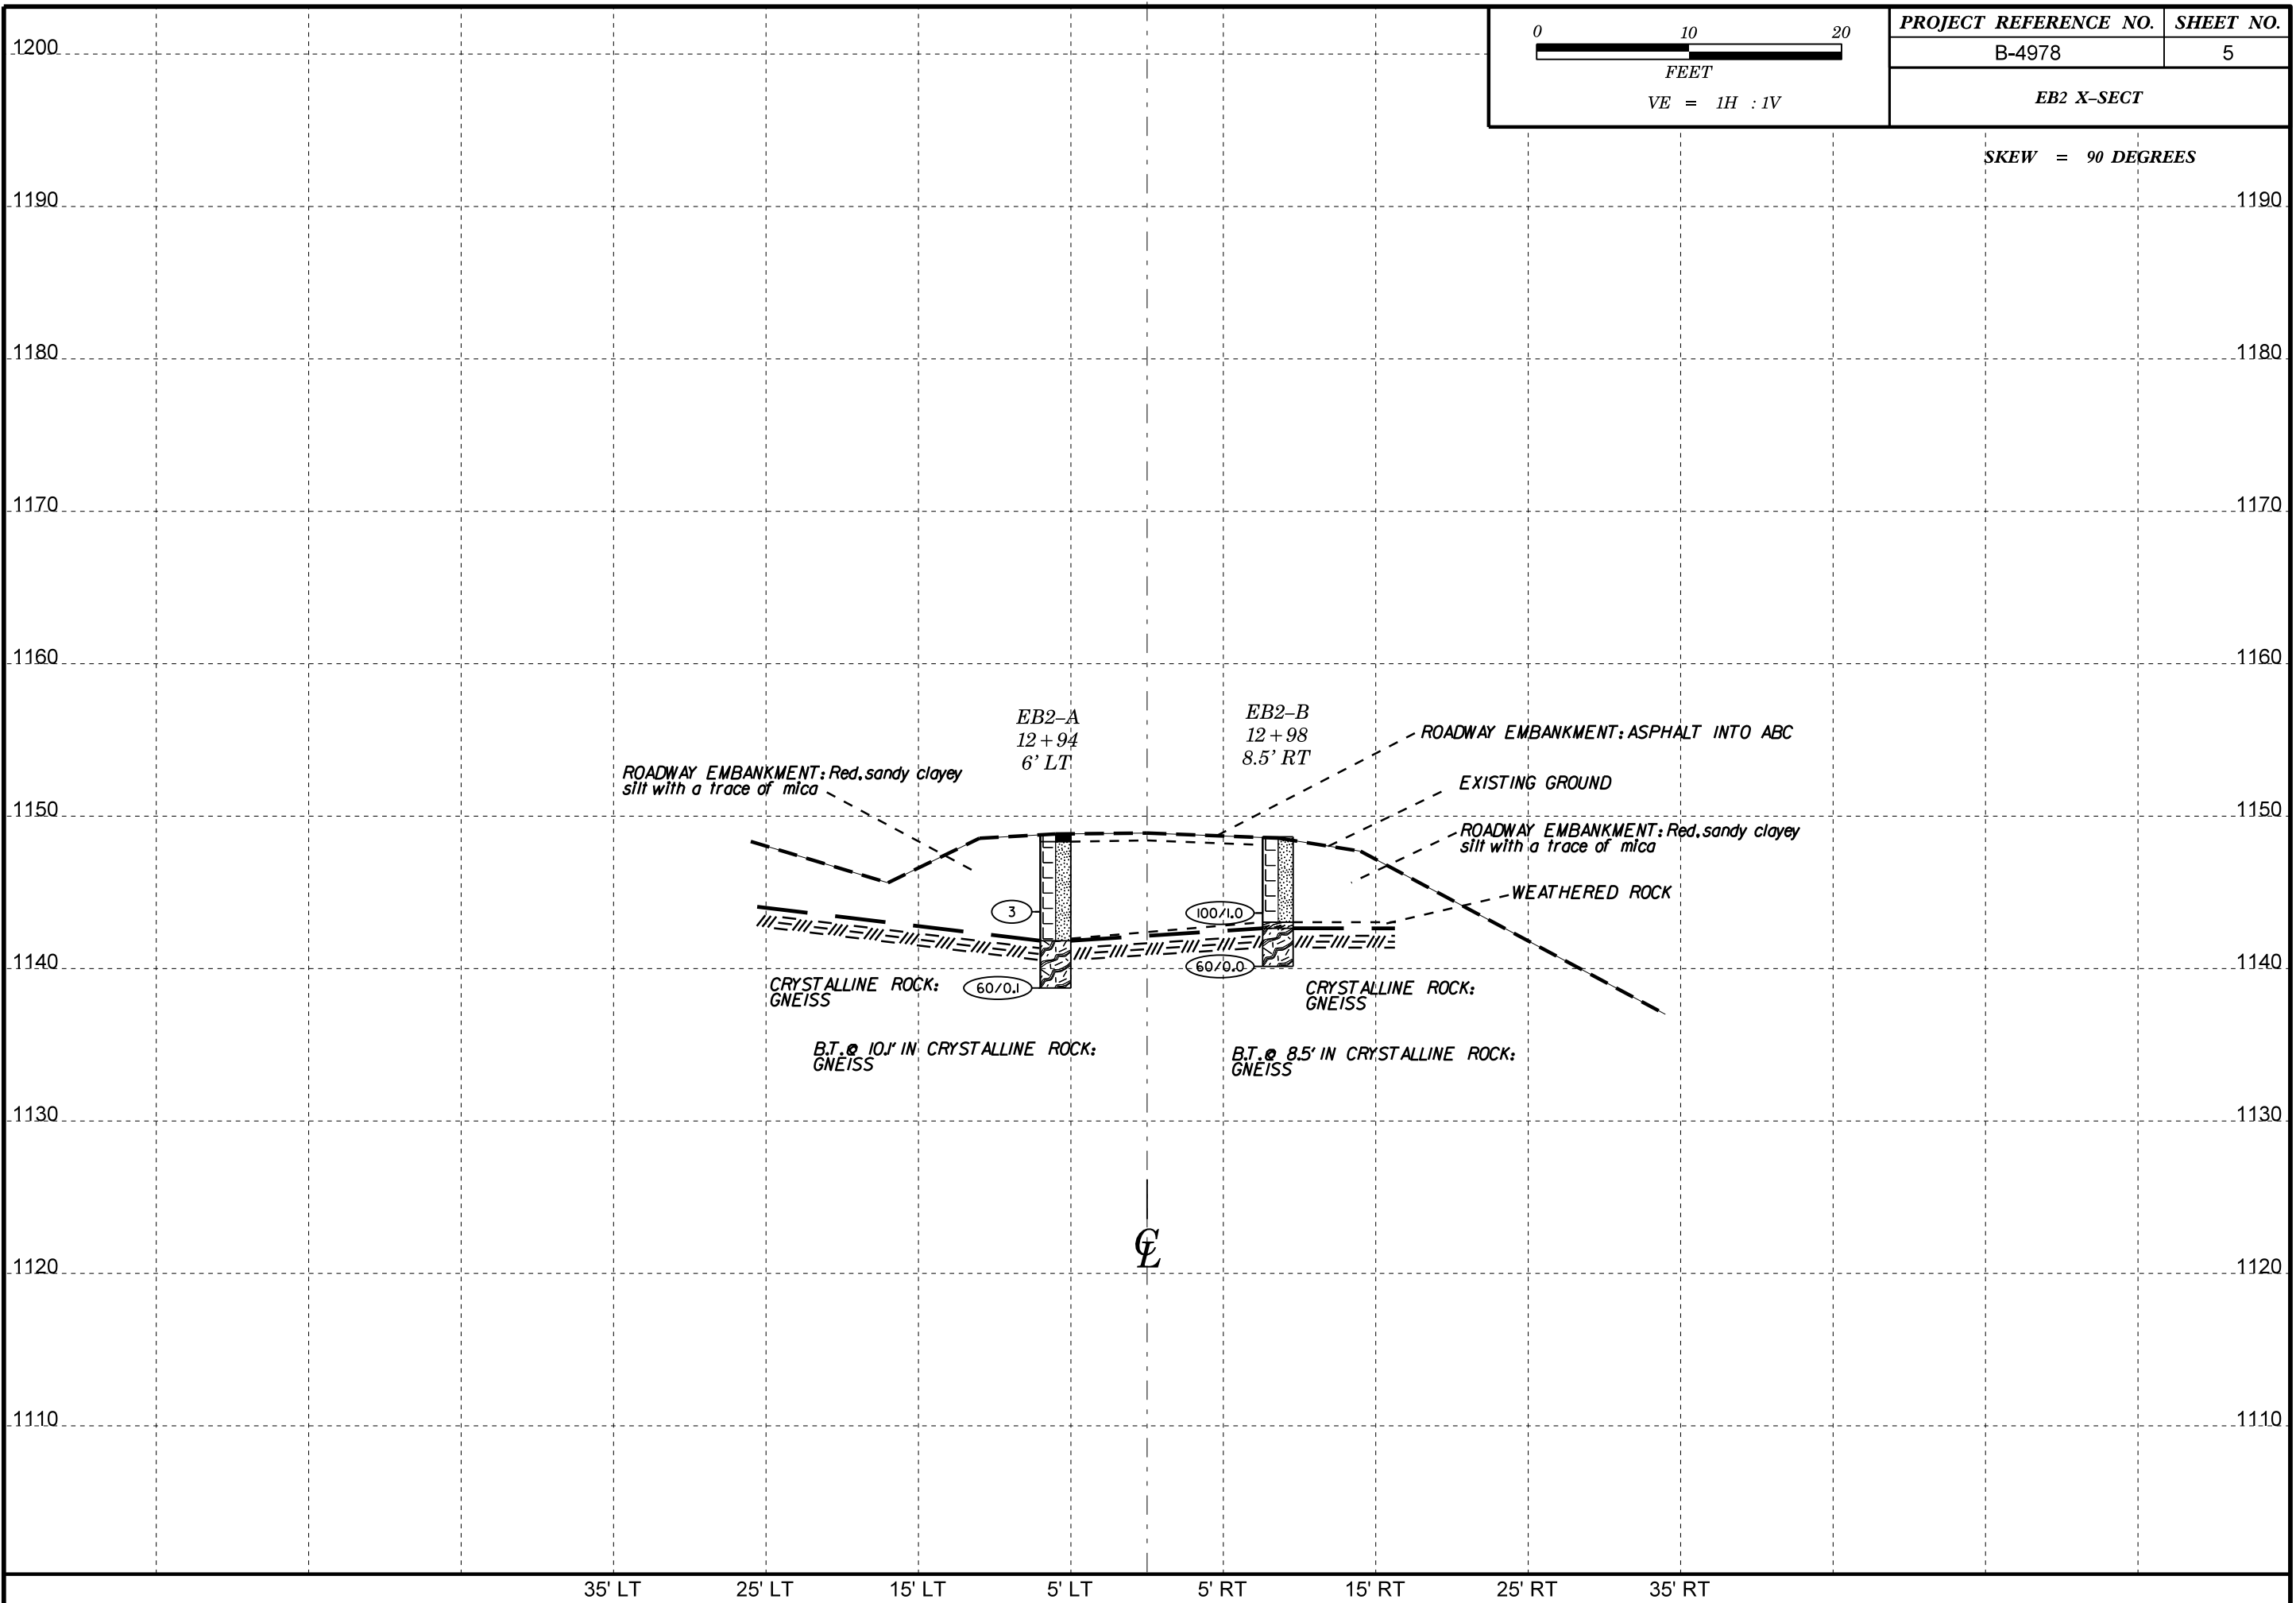 0 10 20
FEET
VE = 1H : 1V
PROJECT REFERENCE NO. SHEET NO.
B-4978 5
EB2 X-SECT
SKEW = 90 DEGREES
1200
1190 1190
1180 1180
1170 1170
1160 1160
EB2-A
12+94
6' LT
EB2-B
12+98
8.5' RT
ROADWAY EMBANKMENT: ASPHALT INTO ABC
ROADWAY EMBANKMENT: Red, sandy clayey
silt with a trace of mica
EXISTING GROUND
1150 1150
ROADWAY EMBANKMENT: Red, sandy clayey
silt with a trace of mica
WEATHERED ROCK
3
100/1.0
1140 1140
60/0.1
60/0.0
CRYSTALLINE ROCK:
GNEISS
CRYSTALLINE ROCK:
GNEISS
B.T. @ 10.1' IN CRYSTALLINE ROCK:
GNEISS
B.T. @ 8.5' IN CRYSTALLINE ROCK:
GNEISS
1130 1130
℄
1120 1120
1110 1110
35' LT 25' LT 15' LT 5' LT 5' RT 15' RT 25' RT 35' RT